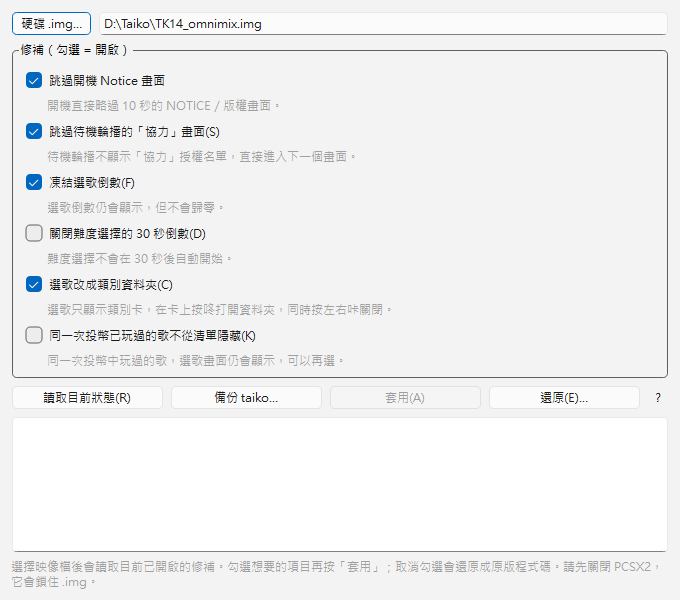 硬碟 .img...
D:\Taiko\TK14_omnimix.img
修補（勾選 = 開啟）
跳過開機 Notice 畫面
開機直接略過 10 秒的 NOTICE / 版權畫面。
跳過待機輪播的「協力」畫面(S)
待機輪播不顯示「協力」授權名單，直接進入下一個畫面。
凍結選歌倒數(F)
選歌倒數仍會顯示，但不會歸零。
關閉難度選擇的 30 秒倒數(D)
難度選擇不會在 30 秒後自動開始。
選歌改成類別資料夾(C)
選歌只顯示類別卡，在卡上按咚打開資料夾，同時按左右咔關閉。
同一次投幣已玩過的歌不從清單隱藏(K)
同一次投幣中玩過的歌，選歌畫面仍會顯示，可以再選。
讀取目前狀態(R)
備份 taiko...
套用(A)
還原(E)...
?
選擇映像檔後會讀取目前已開啟的修補。勾選想要的項目再按「套用」；取消勾選會還原成原版程式碼。請先關閉 PCSX2，
它會鎖住 .img。